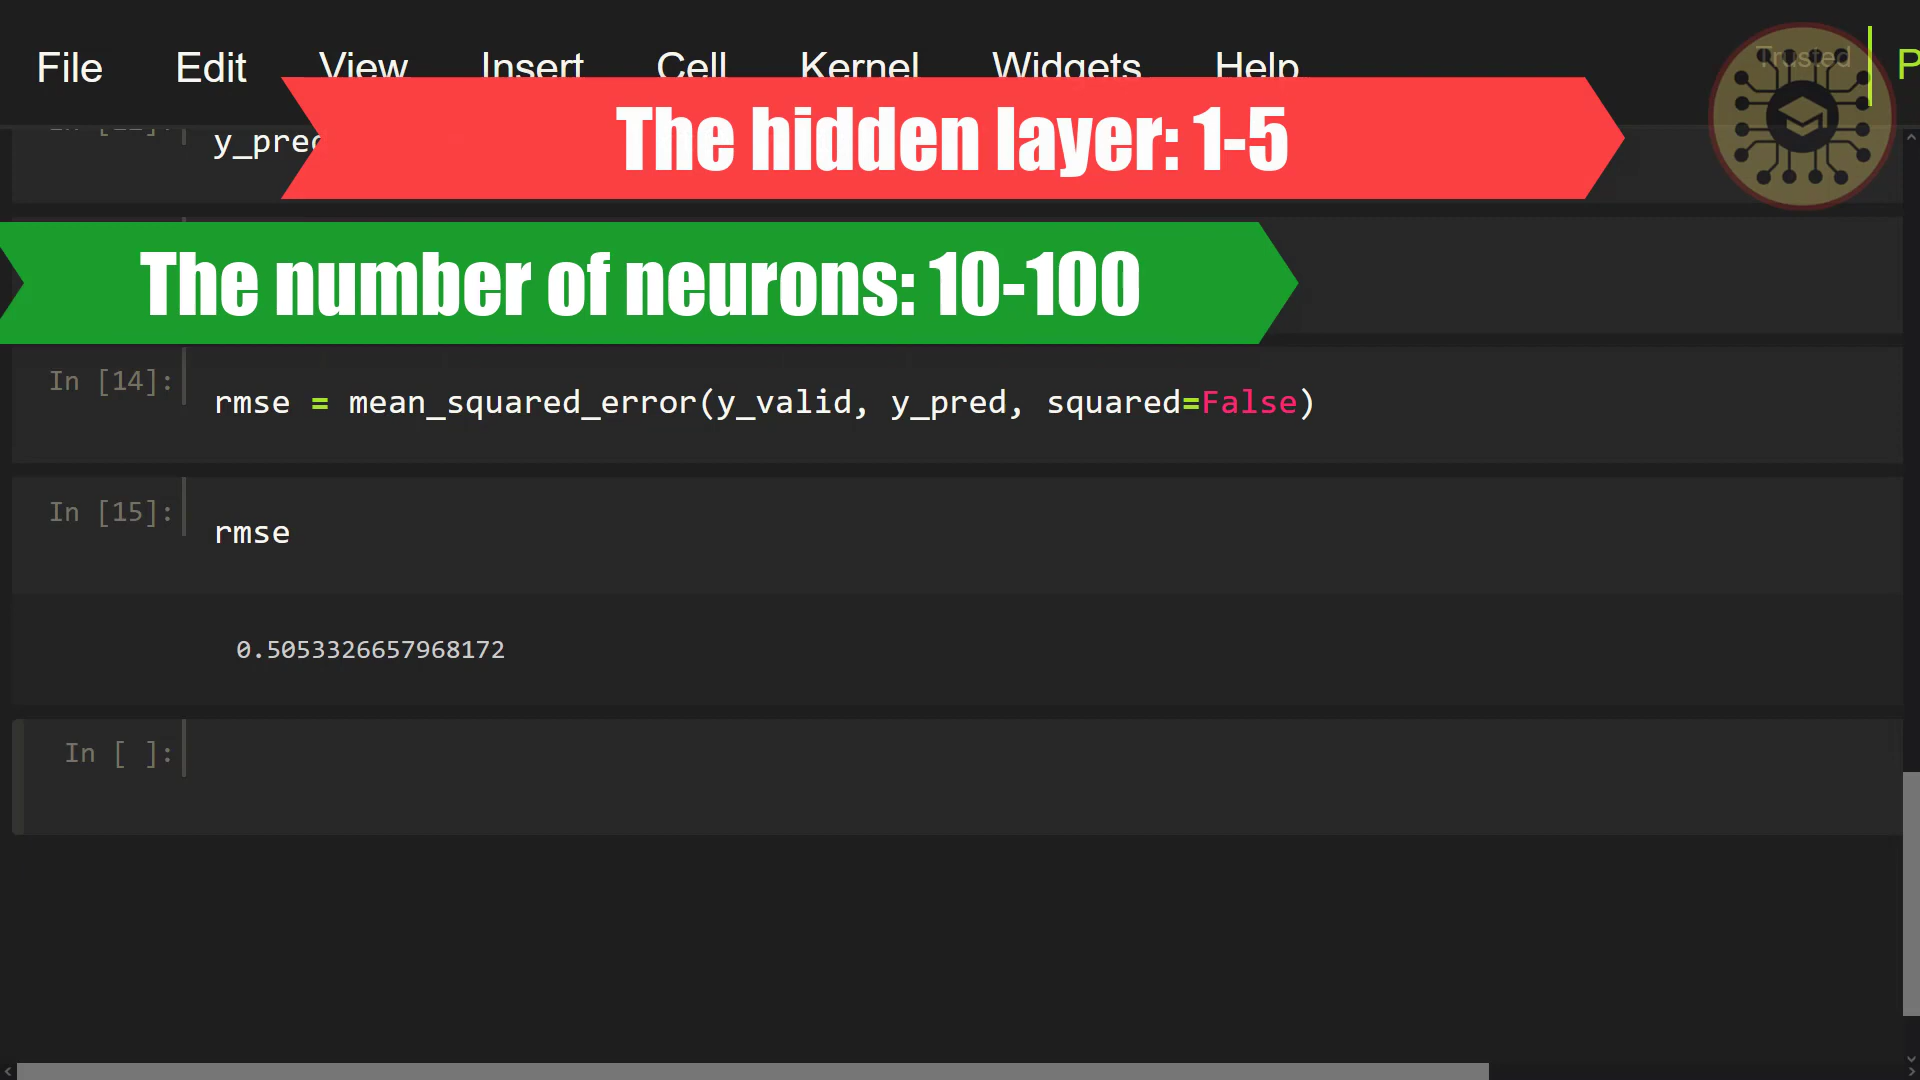 File Edit View Insert Cell Kernel Widgets Help Trusted P
y_pred
The hidden layer: 1-5
The number of neurons: 10-100
In [14]: rmse = mean_squared_error(y_valid, y_pred, squared=False)
In [15]: rmse
0.5053326657968172
In [ ]: